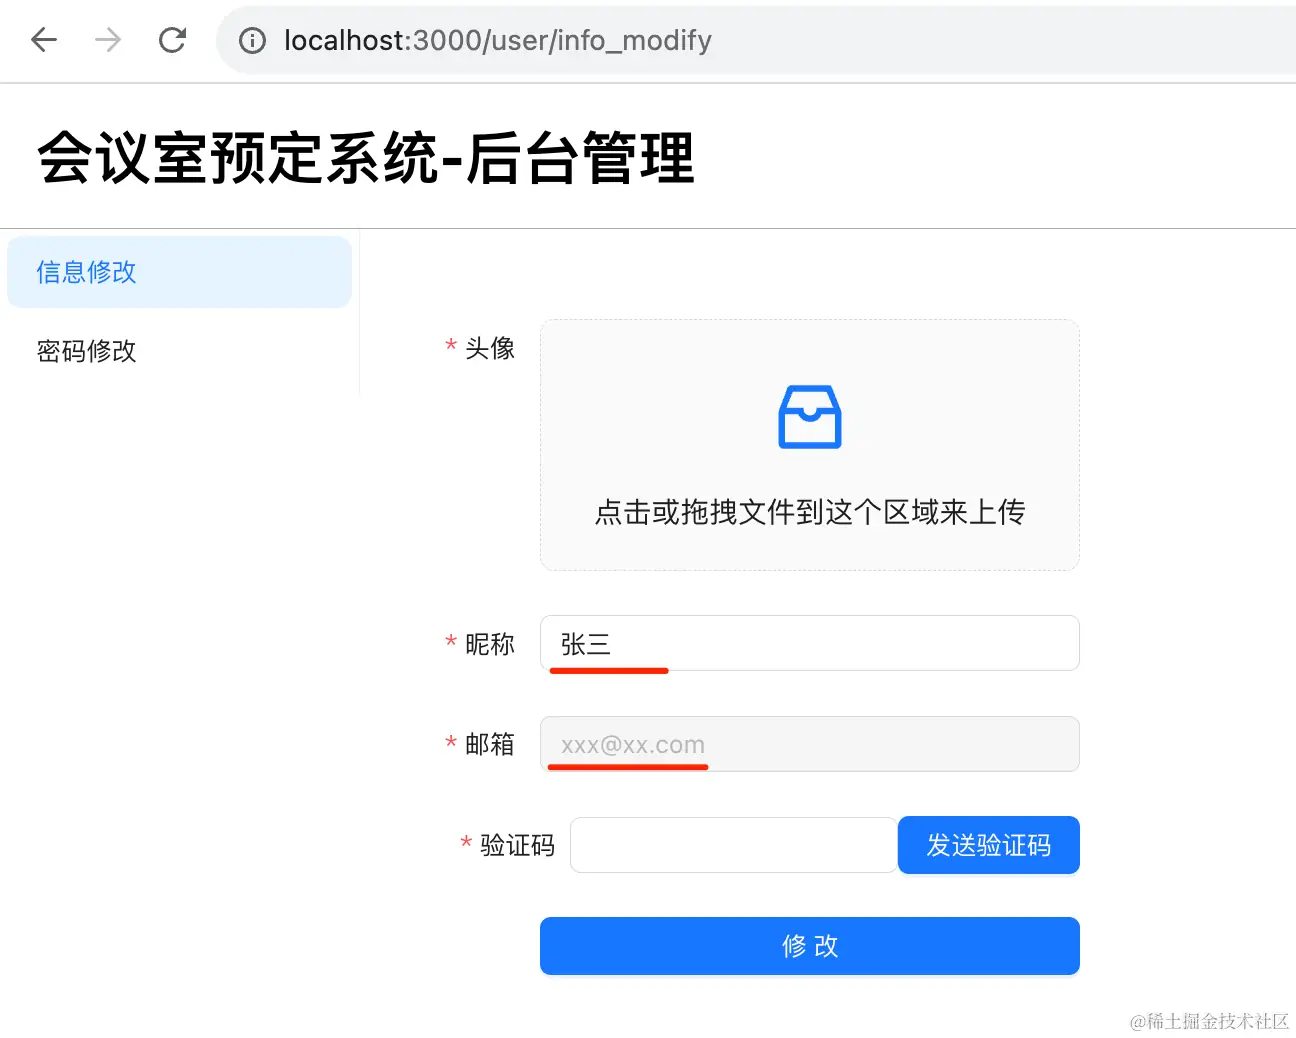 localhost:3000/user/info_modify
会议室预定系统-后台管理
信息修改
密码修改
* 头像
点击或拖拽文件到这个区域来上传
* 昵称 张三
* 邮箱 xxx@xx.com
* 验证码 发送验证码
修 改
@稀土掘金技术社区